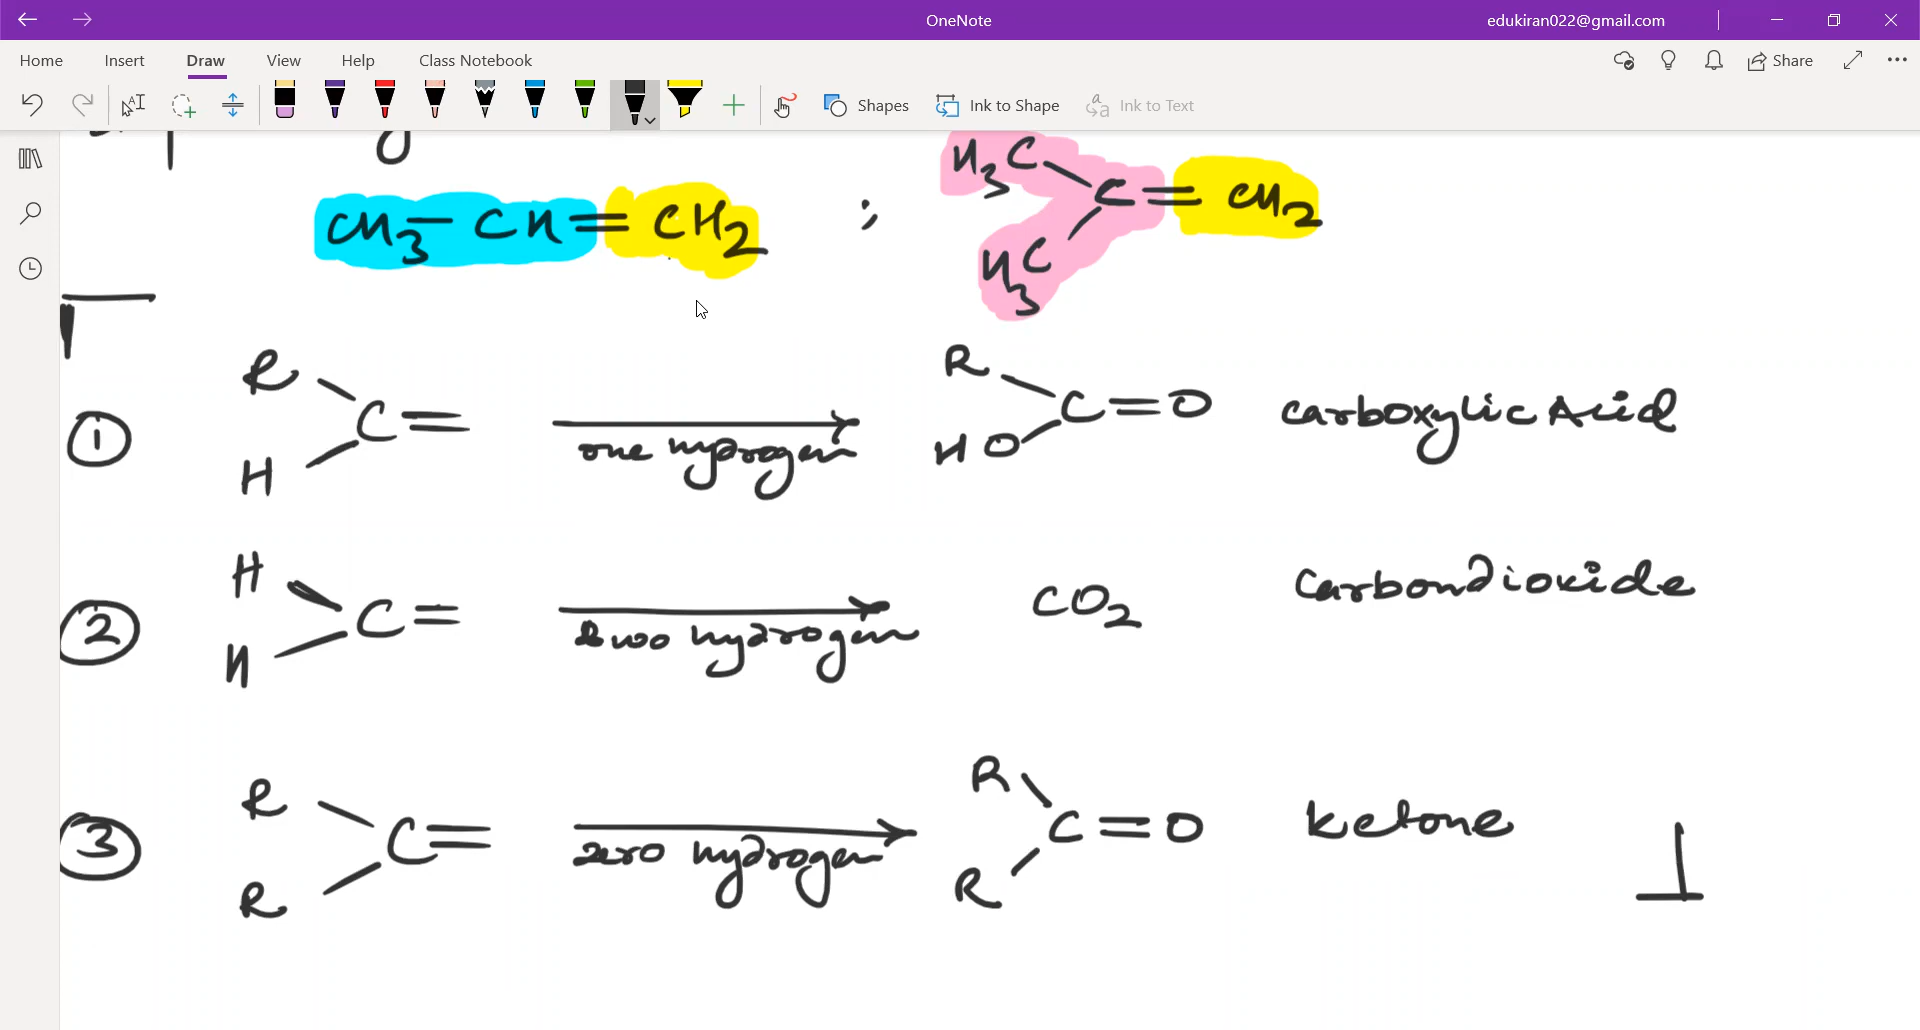 OneNote
edukiran022@gmail.com
Home Insert Draw View Help Class Notebook
Share
Shapes
Ink to Shape
Ink to Text
CH3 - CH = CH2 ; H3C C = CH2
H3C
1 R C = one hydrogen R C = O carboxylic Acid
H HO
2 H C = two hydrogen CO2 Carbondioxide
H
3 R C = zero hydrogen R C = O ketone
R R